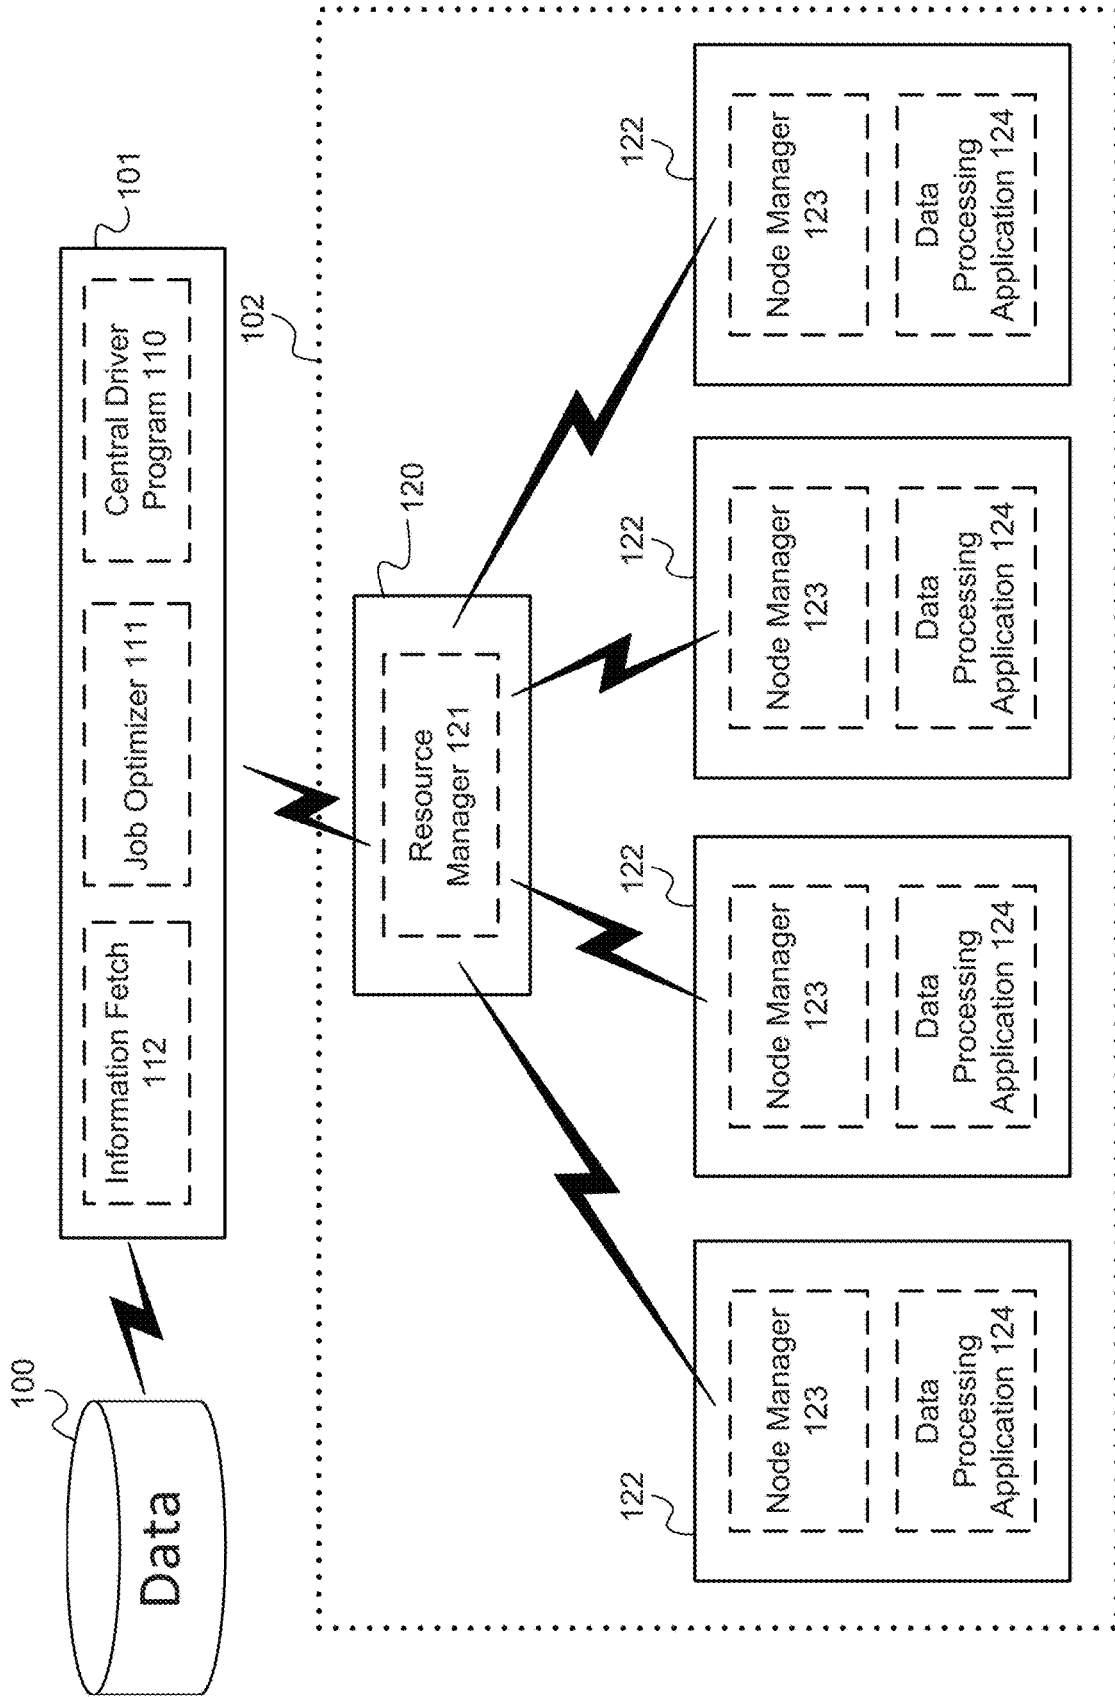 100
Data
Information Fetch
112
Job Optimizer 111
Central Driver
Program 110
101
102
120
Resource
Manager 121
122
Node Manager
123
Data
Processing
Application 124
122
Node Manager
123
Data
Processing
Application 124
122
Node Manager
123
Data
Processing
Application 124
122
Node Manager
123
Data
Processing
Application 124